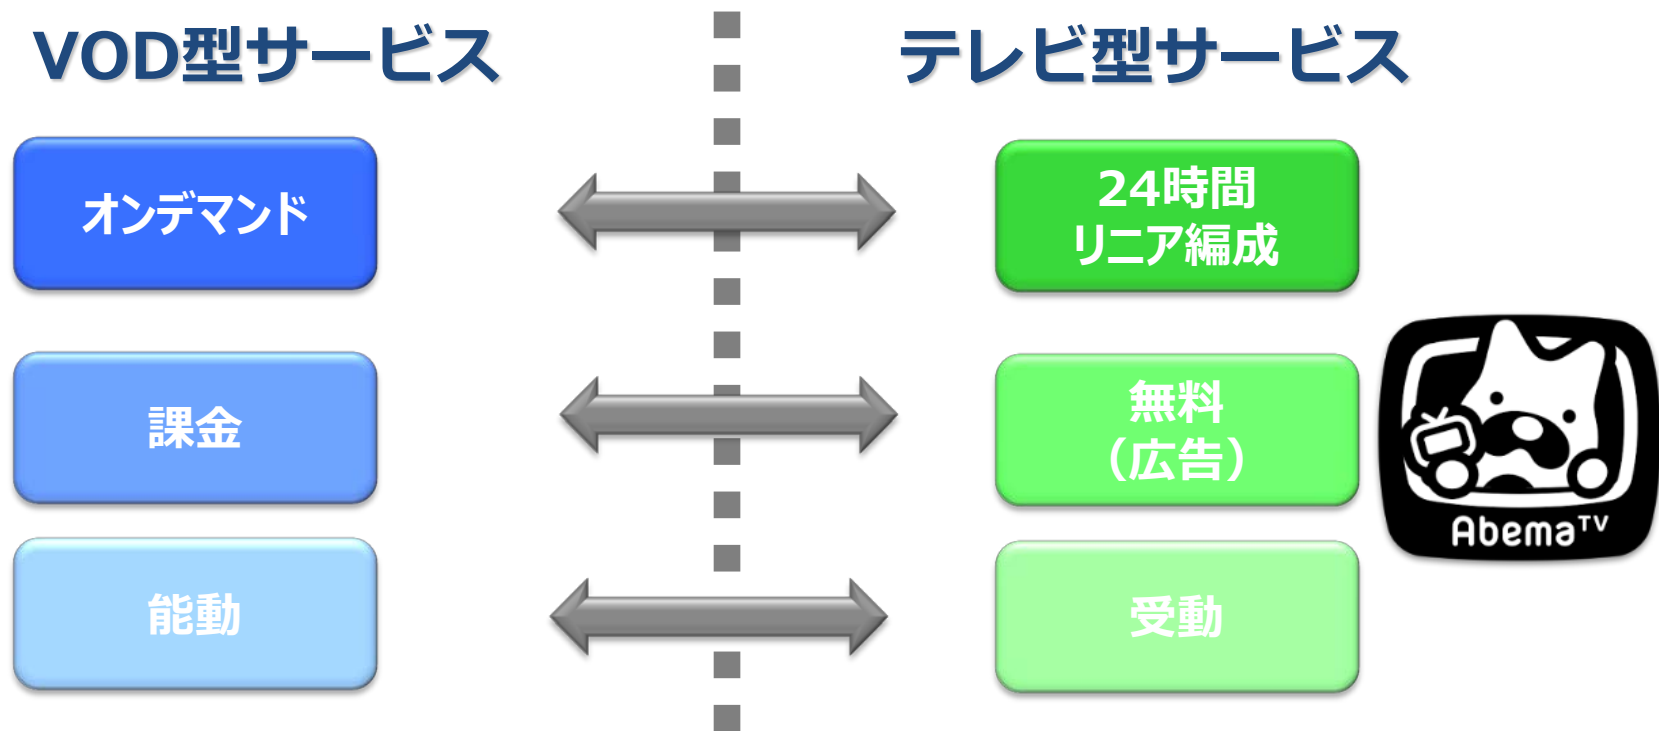 VOD型サービス
テレビ型サービス
オンデマンド
24時間
リニア編成
課金
無料
（広告）
能動
受動
AbemaTV